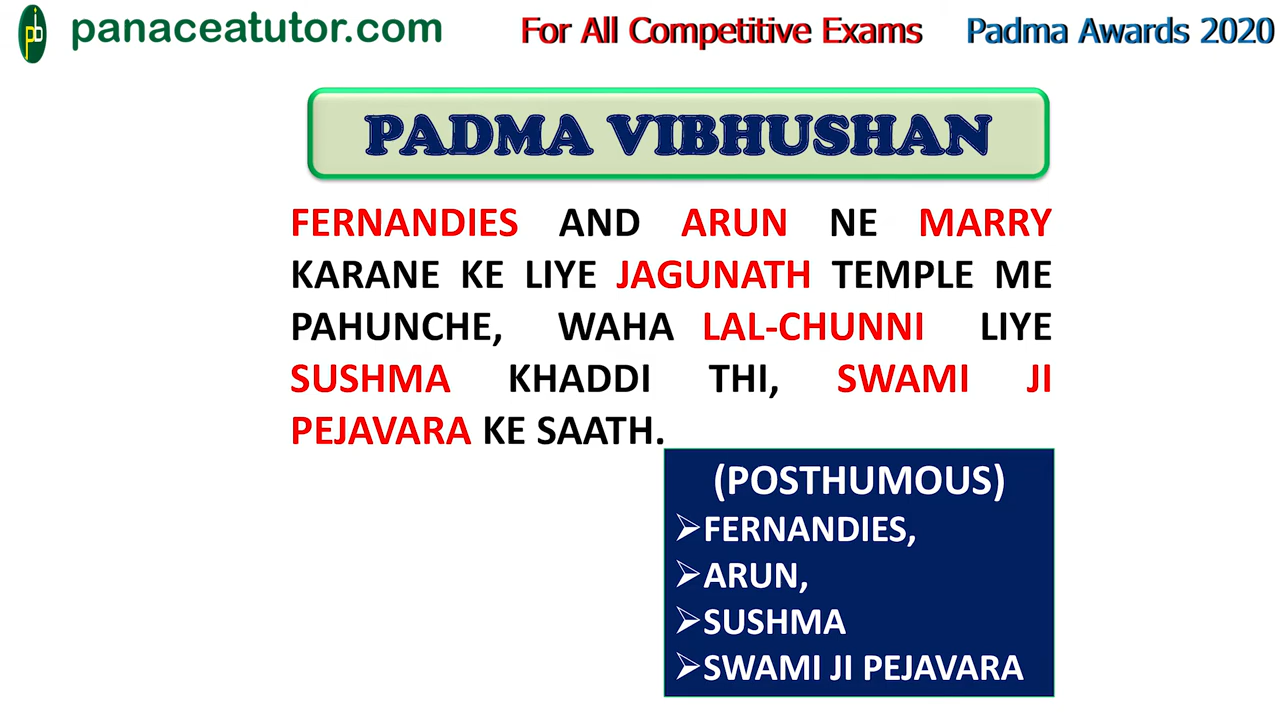 pb panaceatutor.com For All Competitive Exams Padma Awards 2020
PADMA VIBHUSHAN
FERNANDIES AND ARUN NE MARRY
KARANE KE LIYE JAGUNATH TEMPLE ME
PAHUNCHE, WAHA LAL-CHUNNI LIYE
SUSHMA KHADDI THI, SWAMI JI
PEJAVARA KE SAATH.
(POSTHUMOUS)
➢FERNANDIES,
➢ARUN,
➢SUSHMA
➢SWAMI JI PEJAVARA